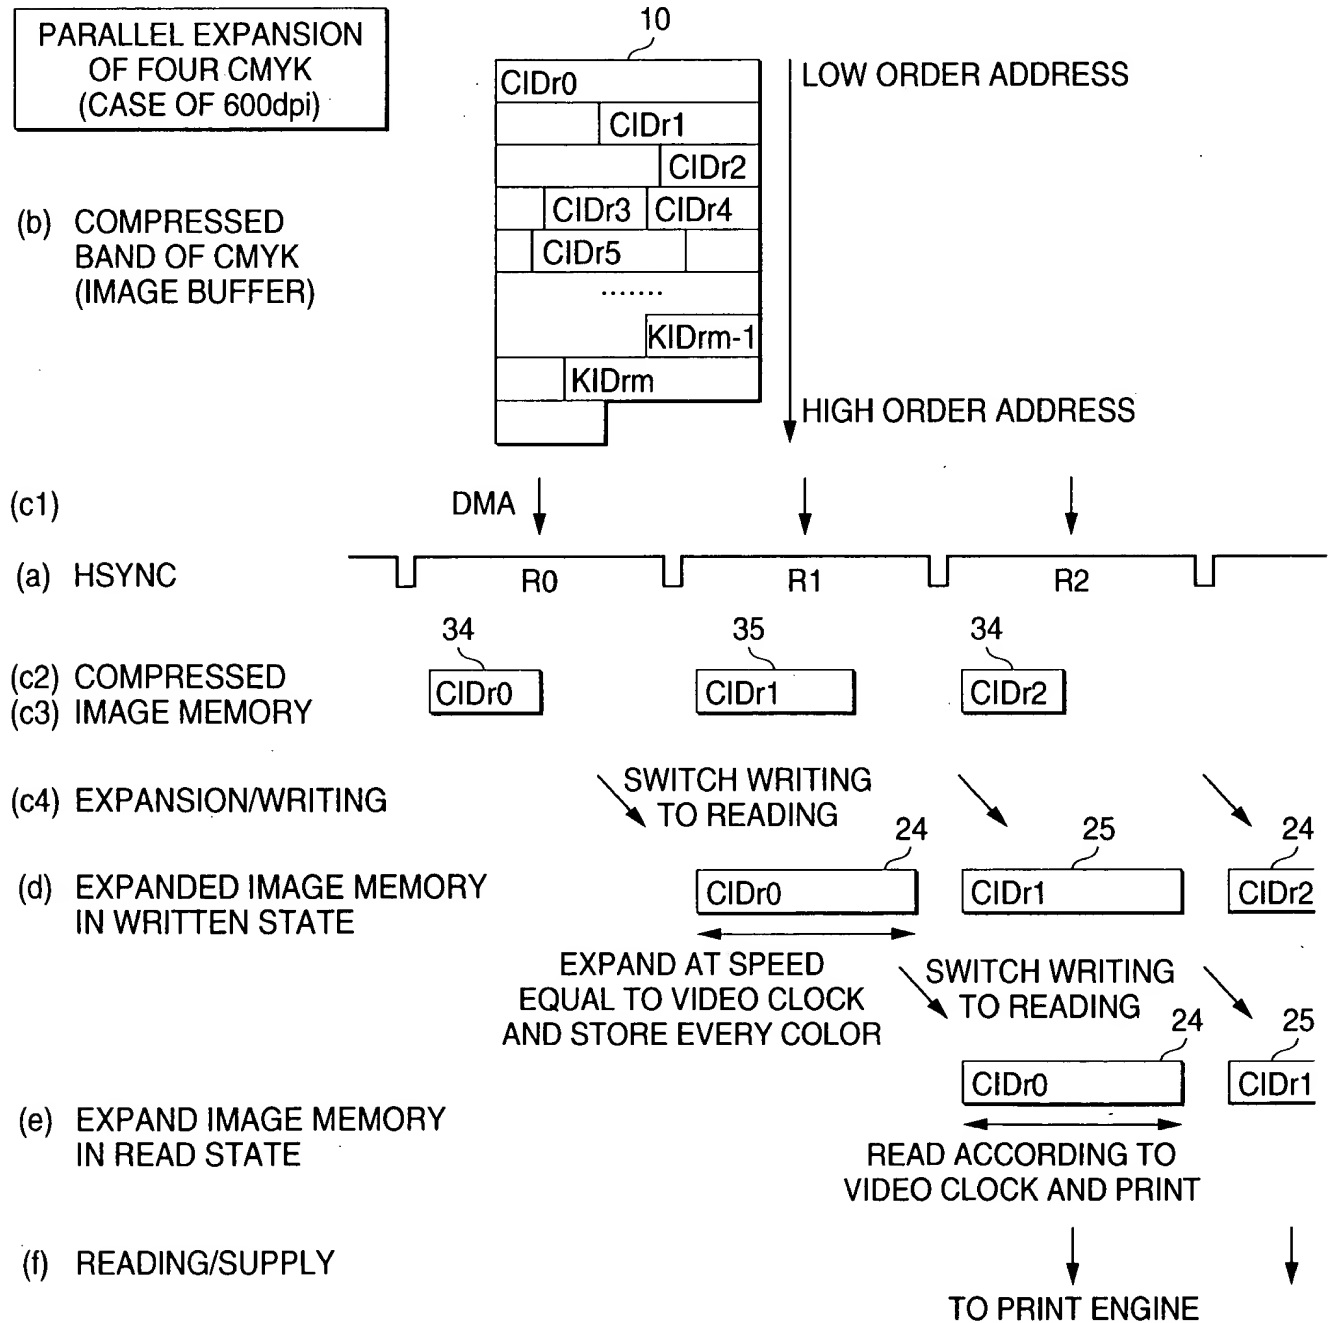 PARALLEL EXPANSION
OF FOUR CMYK
(CASE OF 600dpi)
10
CIDr0
LOW ORDER ADDRESS
CIDr1
CIDr2
CIDr3 CIDr4
CIDr5
.......
KIDrm-1
KIDrm
HIGH ORDER ADDRESS
(b) COMPRESSED
BAND OF CMYK
(IMAGE BUFFER)
(c1) DMA
(a) HSYNC R0 R1 R2
34 35 34
(c2) COMPRESSED
(c3) IMAGE MEMORY
CIDr0 CIDr1 CIDr2
(c4) EXPANSION/WRITING
SWITCH WRITING
TO READING
24 25 24
(d) EXPANDED IMAGE MEMORY
IN WRITTEN STATE
CIDr0 CIDr1 CIDr2
EXPAND AT SPEED
EQUAL TO VIDEO CLOCK
AND STORE EVERY COLOR
SWITCH WRITING
TO READING
24 25
CIDr0 CIDr1
(e) EXPAND IMAGE MEMORY
IN READ STATE
READ ACCORDING TO
VIDEO CLOCK AND PRINT
(f) READING/SUPPLY
TO PRINT ENGINE